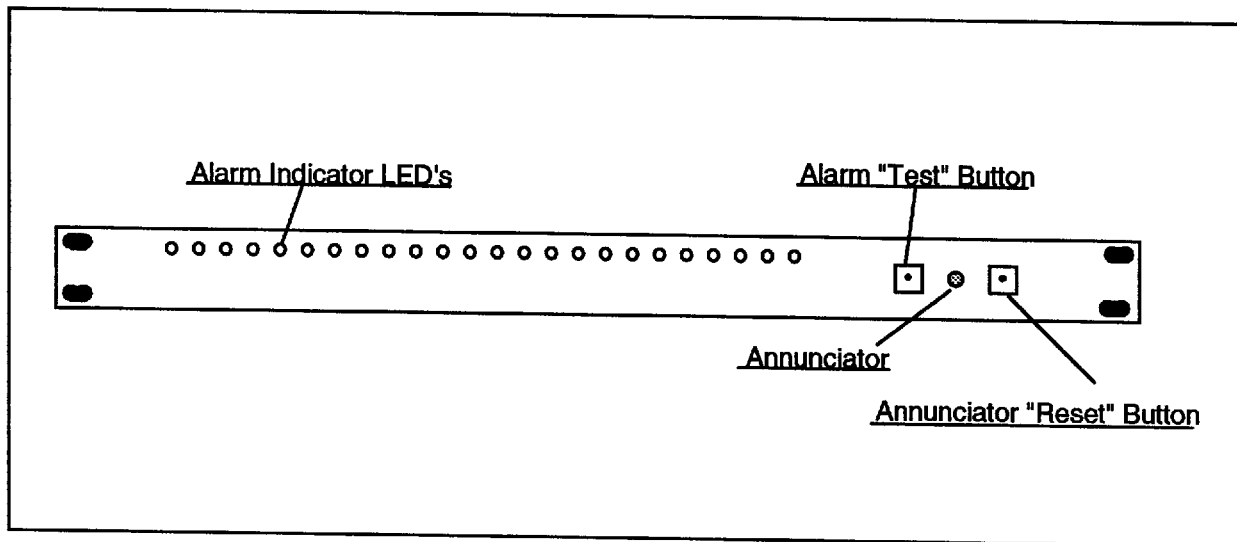 Alarm Indicator LED's
Alarm "Test" Button
Annunciator
Annunciator "Reset" Button